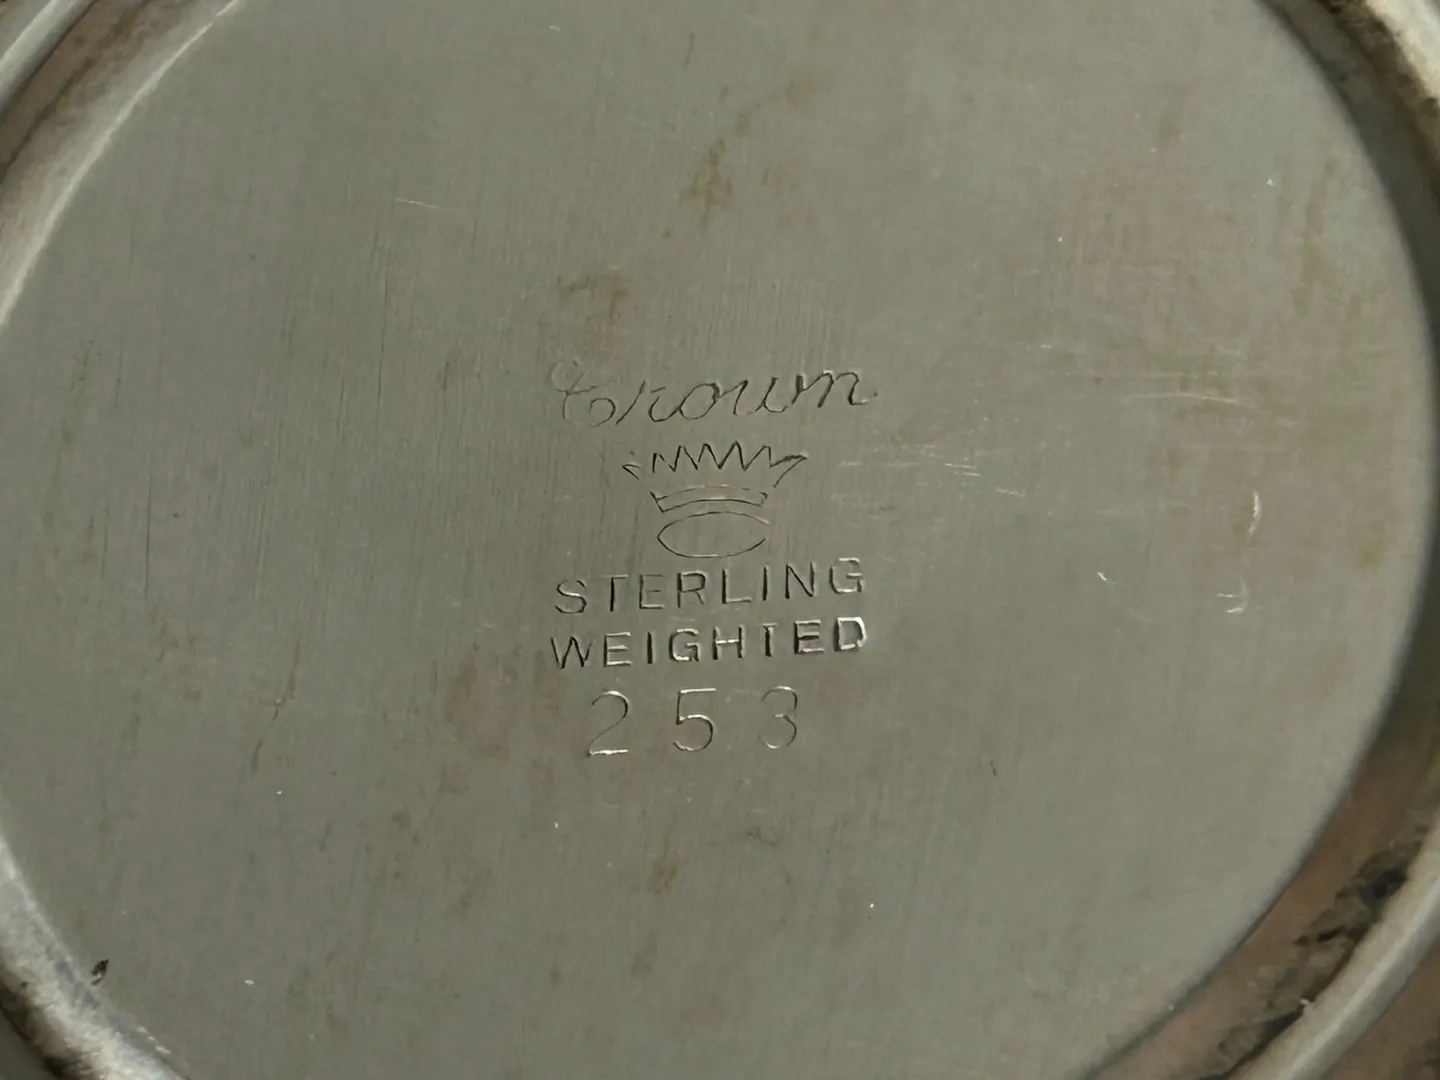 Crown
STERLING
WEIGHTED
253